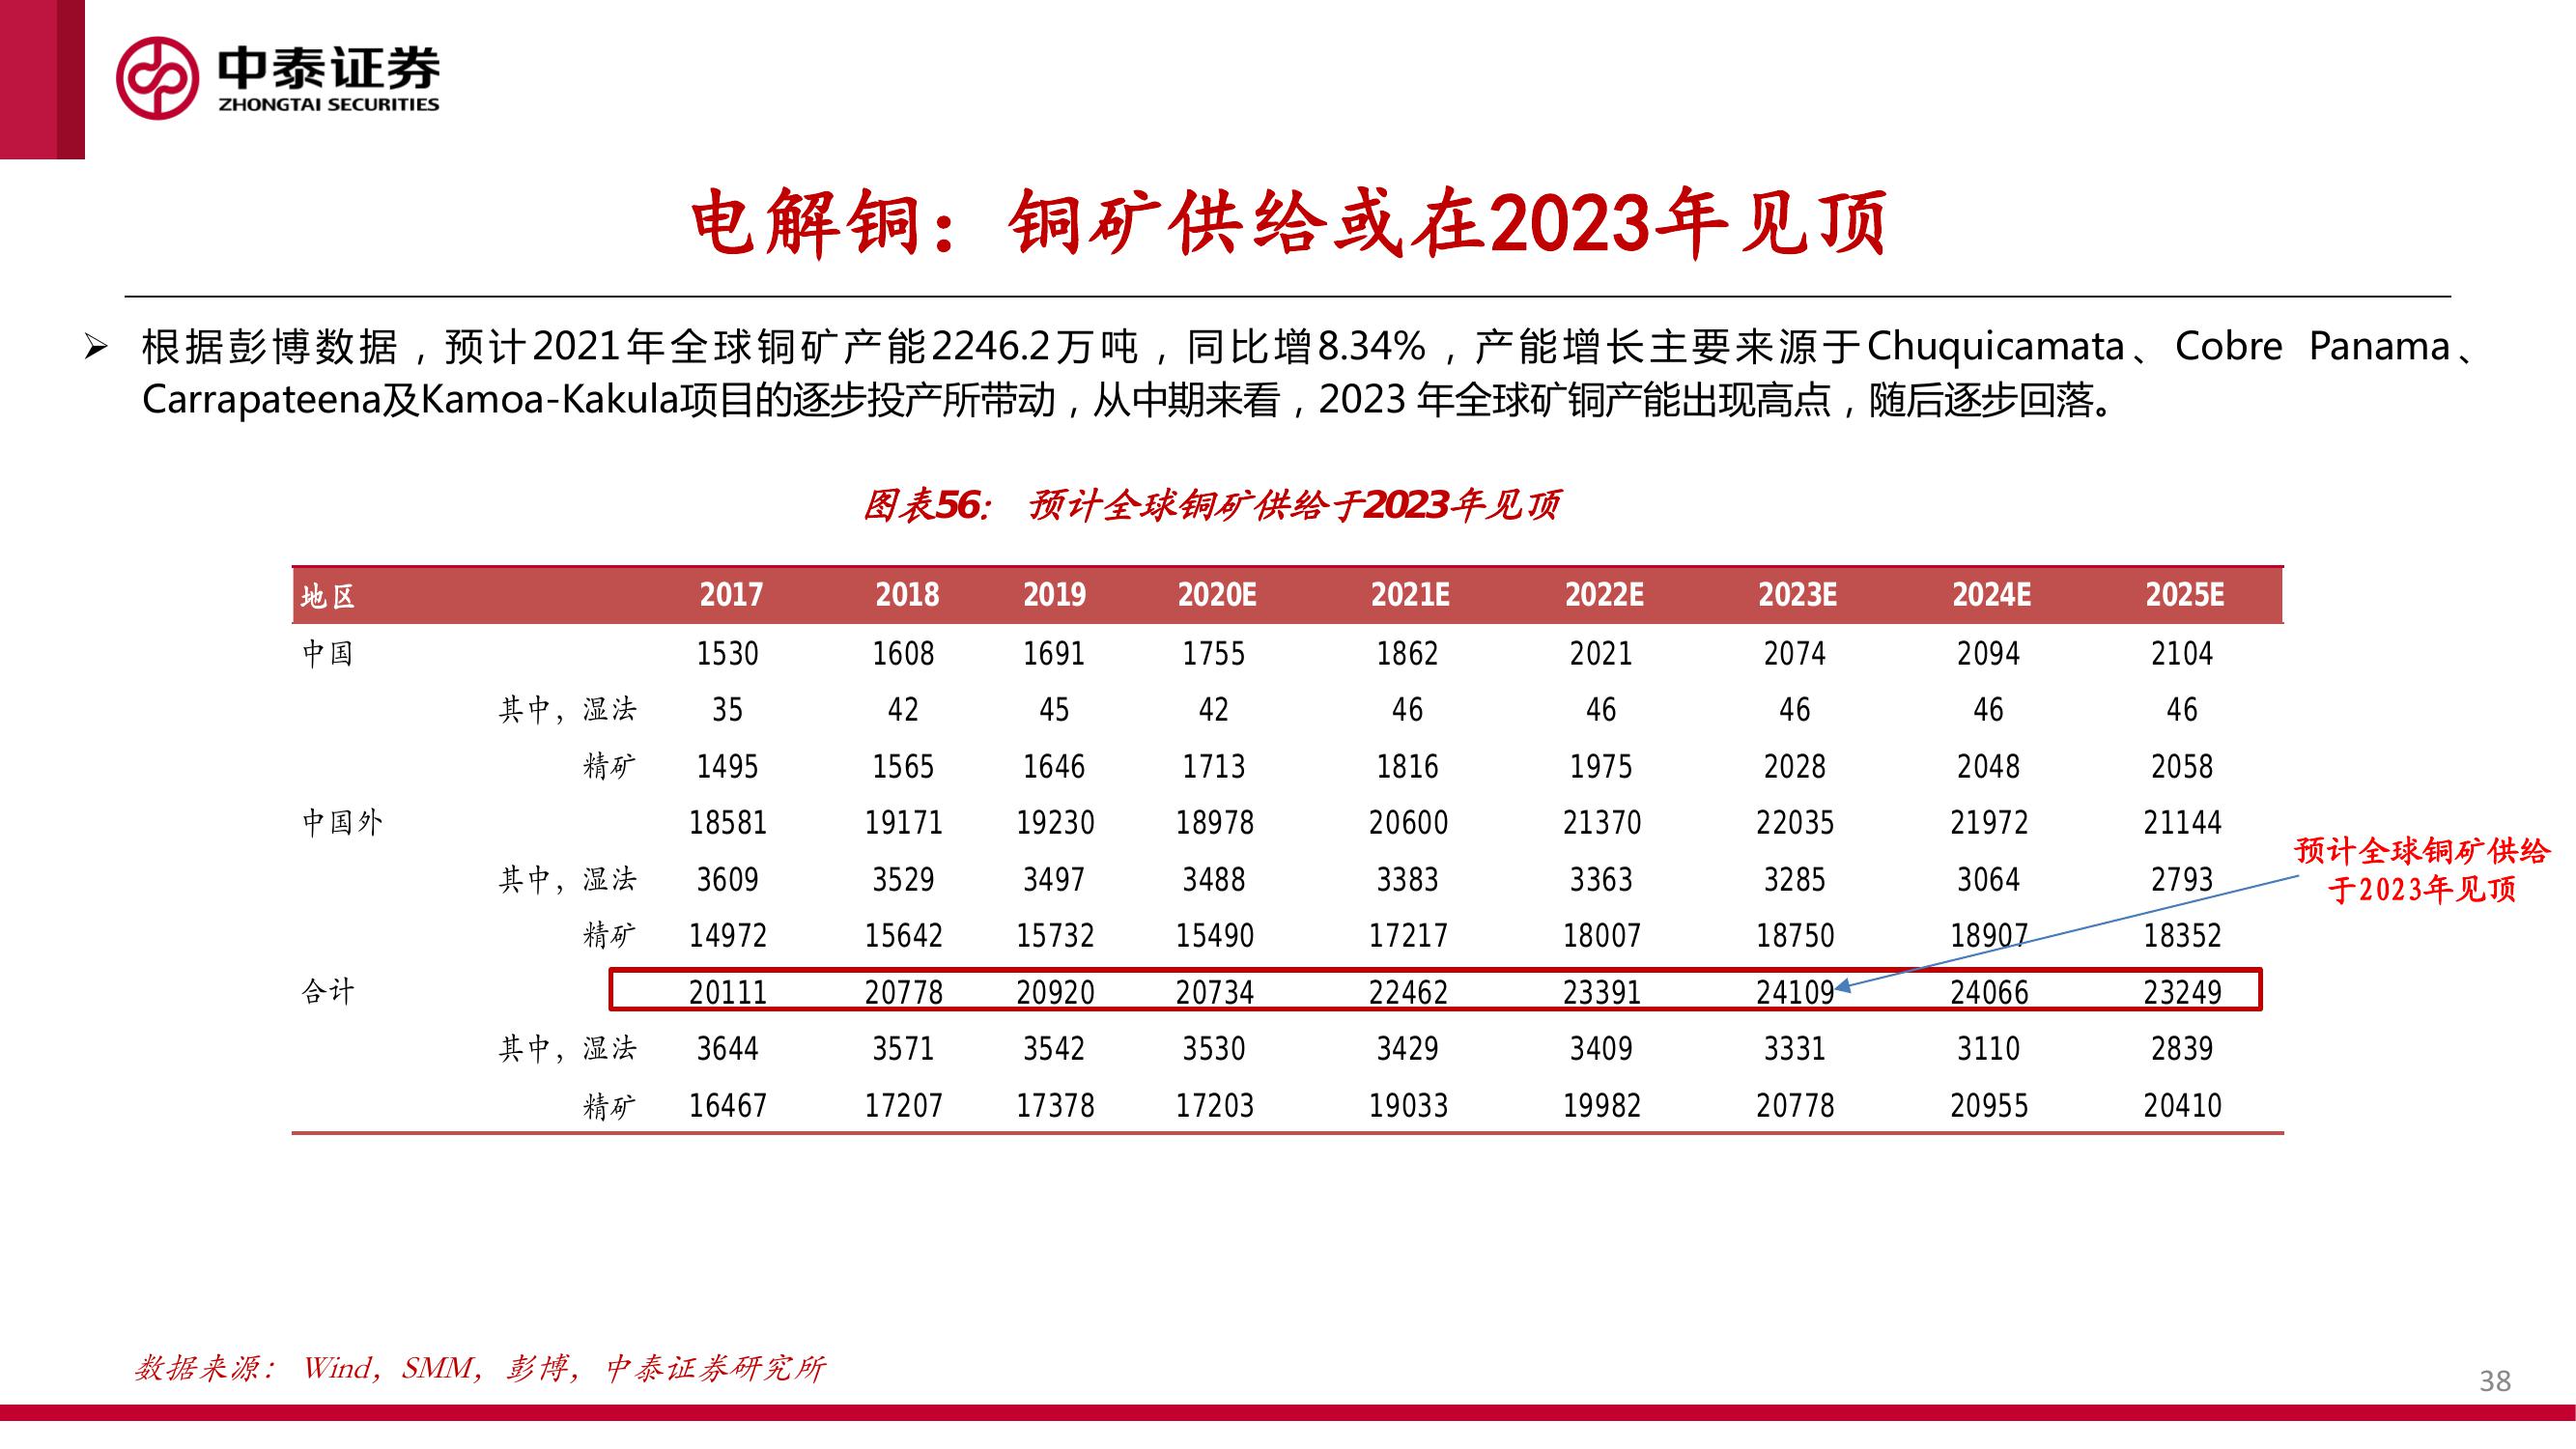 中泰证券
ZHONGTAI SECURITIES
电解铜：铜矿供给或在2023年见顶
➢ 根据彭博数据，预计2021年全球铜矿产能2246.2万吨，同比增8.34%，产能增长主要来源于Chuquicamata、Cobre Panama、
Carrapateena及Kamoa-Kakula项目的逐步投产所带动，从中期来看，2023 年全球矿铜产能出现高点，随后逐步回落。
图表56： 预计全球铜矿供给于2023年见顶
地区 2017 2018 2019 2020E 2021E 2022E 2023E 2024E 2025E
中国 1530 1608 1691 1755 1862 2021 2074 2094 2104
其中，湿法 35 42 45 42 46 46 46 46 46
精矿 1495 1565 1646 1713 1816 1975 2028 2048 2058
中国外 18581 19171 19230 18978 20600 21370 22035 21972 21144
其中，湿法 3609 3529 3497 3488 3383 3363 3285 3064 2793
精矿 14972 15642 15732 15490 17217 18007 18750 18907 18352
合计 20111 20778 20920 20734 22462 23391 24109 24066 23249
其中，湿法 3644 3571 3542 3530 3429 3409 3331 3110 2839
精矿 16467 17207 17378 17203 19033 19982 20778 20955 20410
预计全球铜矿供给
于2023年见顶
数据来源： Wind，SMM，彭博，中泰证券研究所
38